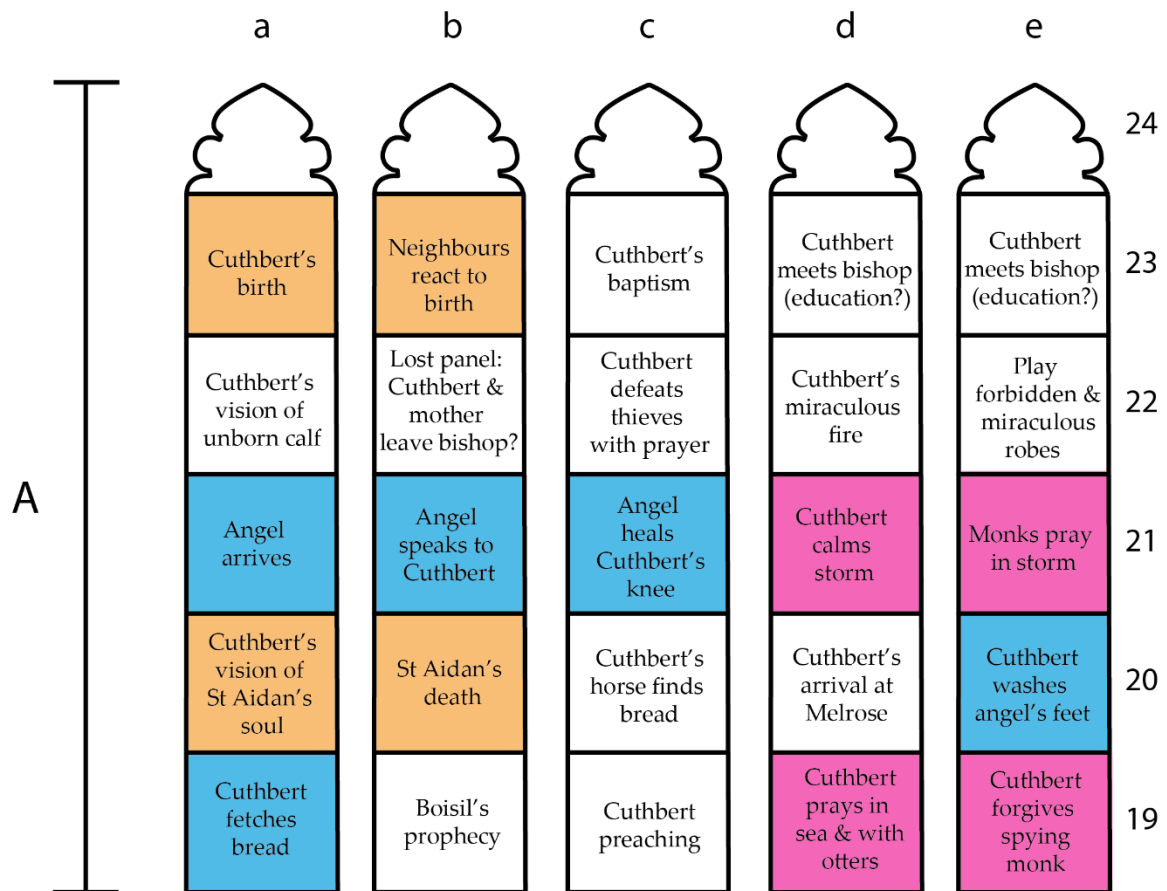 a
b
c
d
e
24
Cuthbert’s
birth
Neighbours
react to
birth
Cuthbert’s
baptism
Cuthbert
meets bishop
(education?)
Cuthbert
meets bishop
(education?)
23
Cuthbert’s
vision of
unborn calf
Lost panel:
Cuthbert &
mother
leave bishop?
Cuthbert
defeats
thieves
with prayer
Cuthbert’s
miraculous
fire
Play
forbidden &
miraculous
robes
22
A
Angel
arrives
Angel
speaks to
Cuthbert
Angel
heals
Cuthbert’s
knee
Cuthbert
calms
storm
Monks pray
in storm
21
Cuthbert’s
vision of
St Aidan’s
soul
St Aidan’s
death
Cuthbert’s
horse finds
bread
Cuthbert’s
arrival at
Melrose
Cuthbert
washes
angel’s feet
20
Cuthbert
fetches
bread
Boisil’s
prophecy
Cuthbert
preaching
Cuthbert
prays in
sea & with
otters
Cuthbert
forgives
spying
monk
19